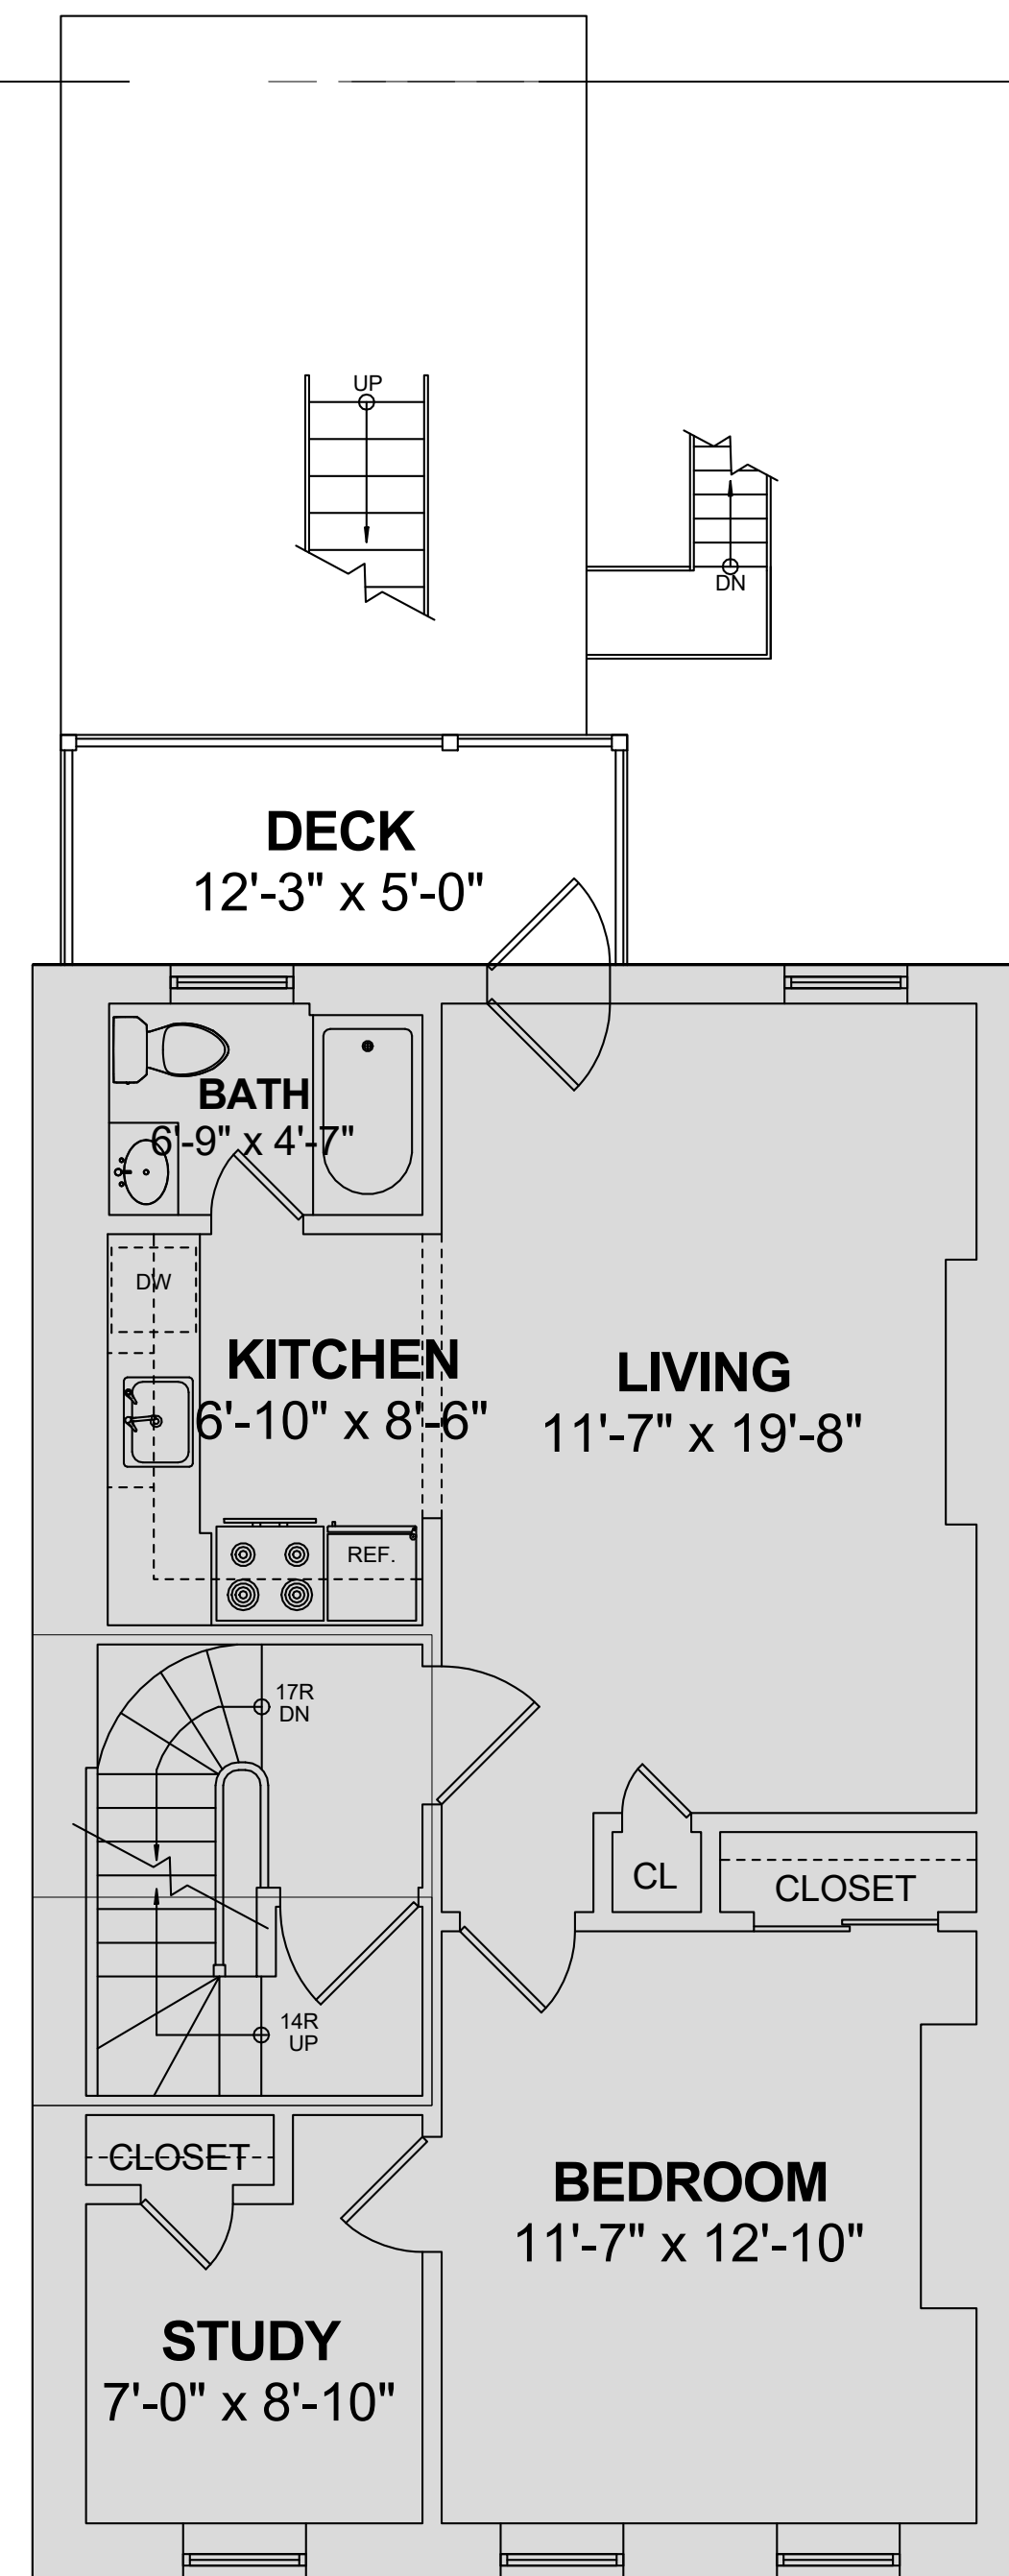 UP
DN
DECK
12'-3" x 5'-0"
BATH
6'-9" x 4'-7"
DW
KITCHEN
6'-10" x 8'-6"
LIVING
11'-7" x 19'-8"
REF.
17R
DN
CL
CLOSET
14R
UP
CLOSET
BEDROOM
11'-7" x 12'-10"
STUDY
7'-0" x 8'-10"